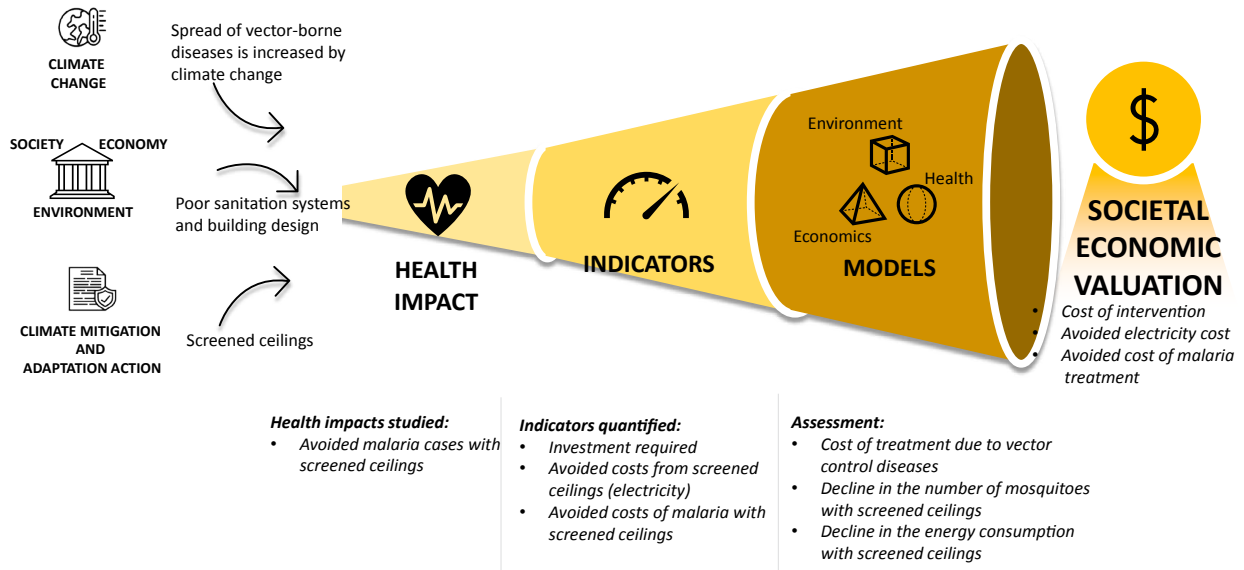 CLIMATE
CHANGE
Spread of vector-borne
diseases is increased by
climate change
SOCIETY
ECONOMY
ENVIRONMENT
Poor sanitation systems
and building design
CLIMATE MITIGATION
AND
ADAPTATION ACTION
Screened ceilings
HEALTH
IMPACT
INDICATORS
Environment
Health
Economics
MODELS
$
SOCIETAL
ECONOMIC
VALUATION
• Cost of intervention
• Avoided electricity cost
• Avoided cost of malaria
treatment
Health impacts studied:
• Avoided malaria cases with
screened ceilings
Indicators quantified:
• Investment required
• Avoided costs from screened
ceilings (electricity)
• Avoided costs of malaria with
screened ceilings
Assessment:
• Cost of treatment due to vector
control diseases
• Decline in the number of mosquitoes
with screened ceilings
• Decline in the energy consumption
with screened ceilings